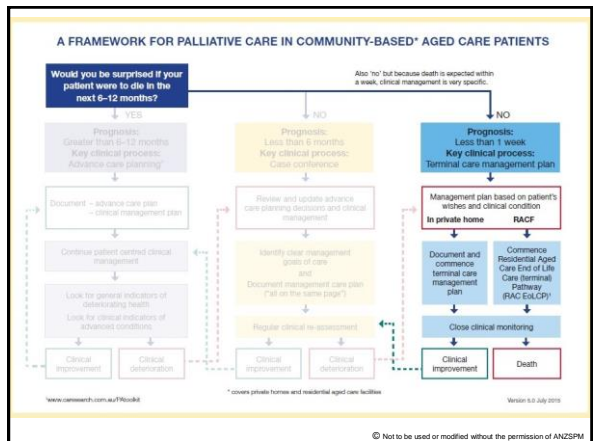 A FRAMEWORK FOR PALLIATIVE CARE IN COMMUNITY-BASED* AGED CARE PATIENTS
Would you be surprised if your
patient were to die in the
next 6–12 months?
Also 'no' but because death is expected within
a week, clinical management is very specific.
YES
Prognosis:
Greater than 6–12 months
Key clinical process:
Advance care planning¹
Document – advance care plan
– clinical management plan
Continue patient centred clinical
management
Look for general indicators of
deteriorating health
Look for clinical indicators of
advanced conditions
Clinical
improvement
Clinical
deterioration
NO
Prognosis:
Less than 6 months
Key clinical process:
Case conference
Review and update advance
care planning decisions and clinical
management
Identify clear management
goals of care
and
Document management care plan
("all on the same page")
Regular clinical re-assessment
Clinical
improvement
Clinical
deterioration
NO
Prognosis:
Less than 1 week
Key clinical process:
Terminal care management plan
Management plan based on patient's
wishes and clinical condition
In private home
RACF
Document and
commence
terminal care
management
plan
Commence
Residential Aged
Care End of Life
Care (terminal)
Pathway
(RAC EoLCP)¹
Close clinical monitoring
Clinical
improvement
Death
¹www.caresearch.com.au/PAtoolkit
* covers private homes and residential aged care facilities
Version 5.0 July 2015
© Not to be used or modified without the permission of ANZSPM